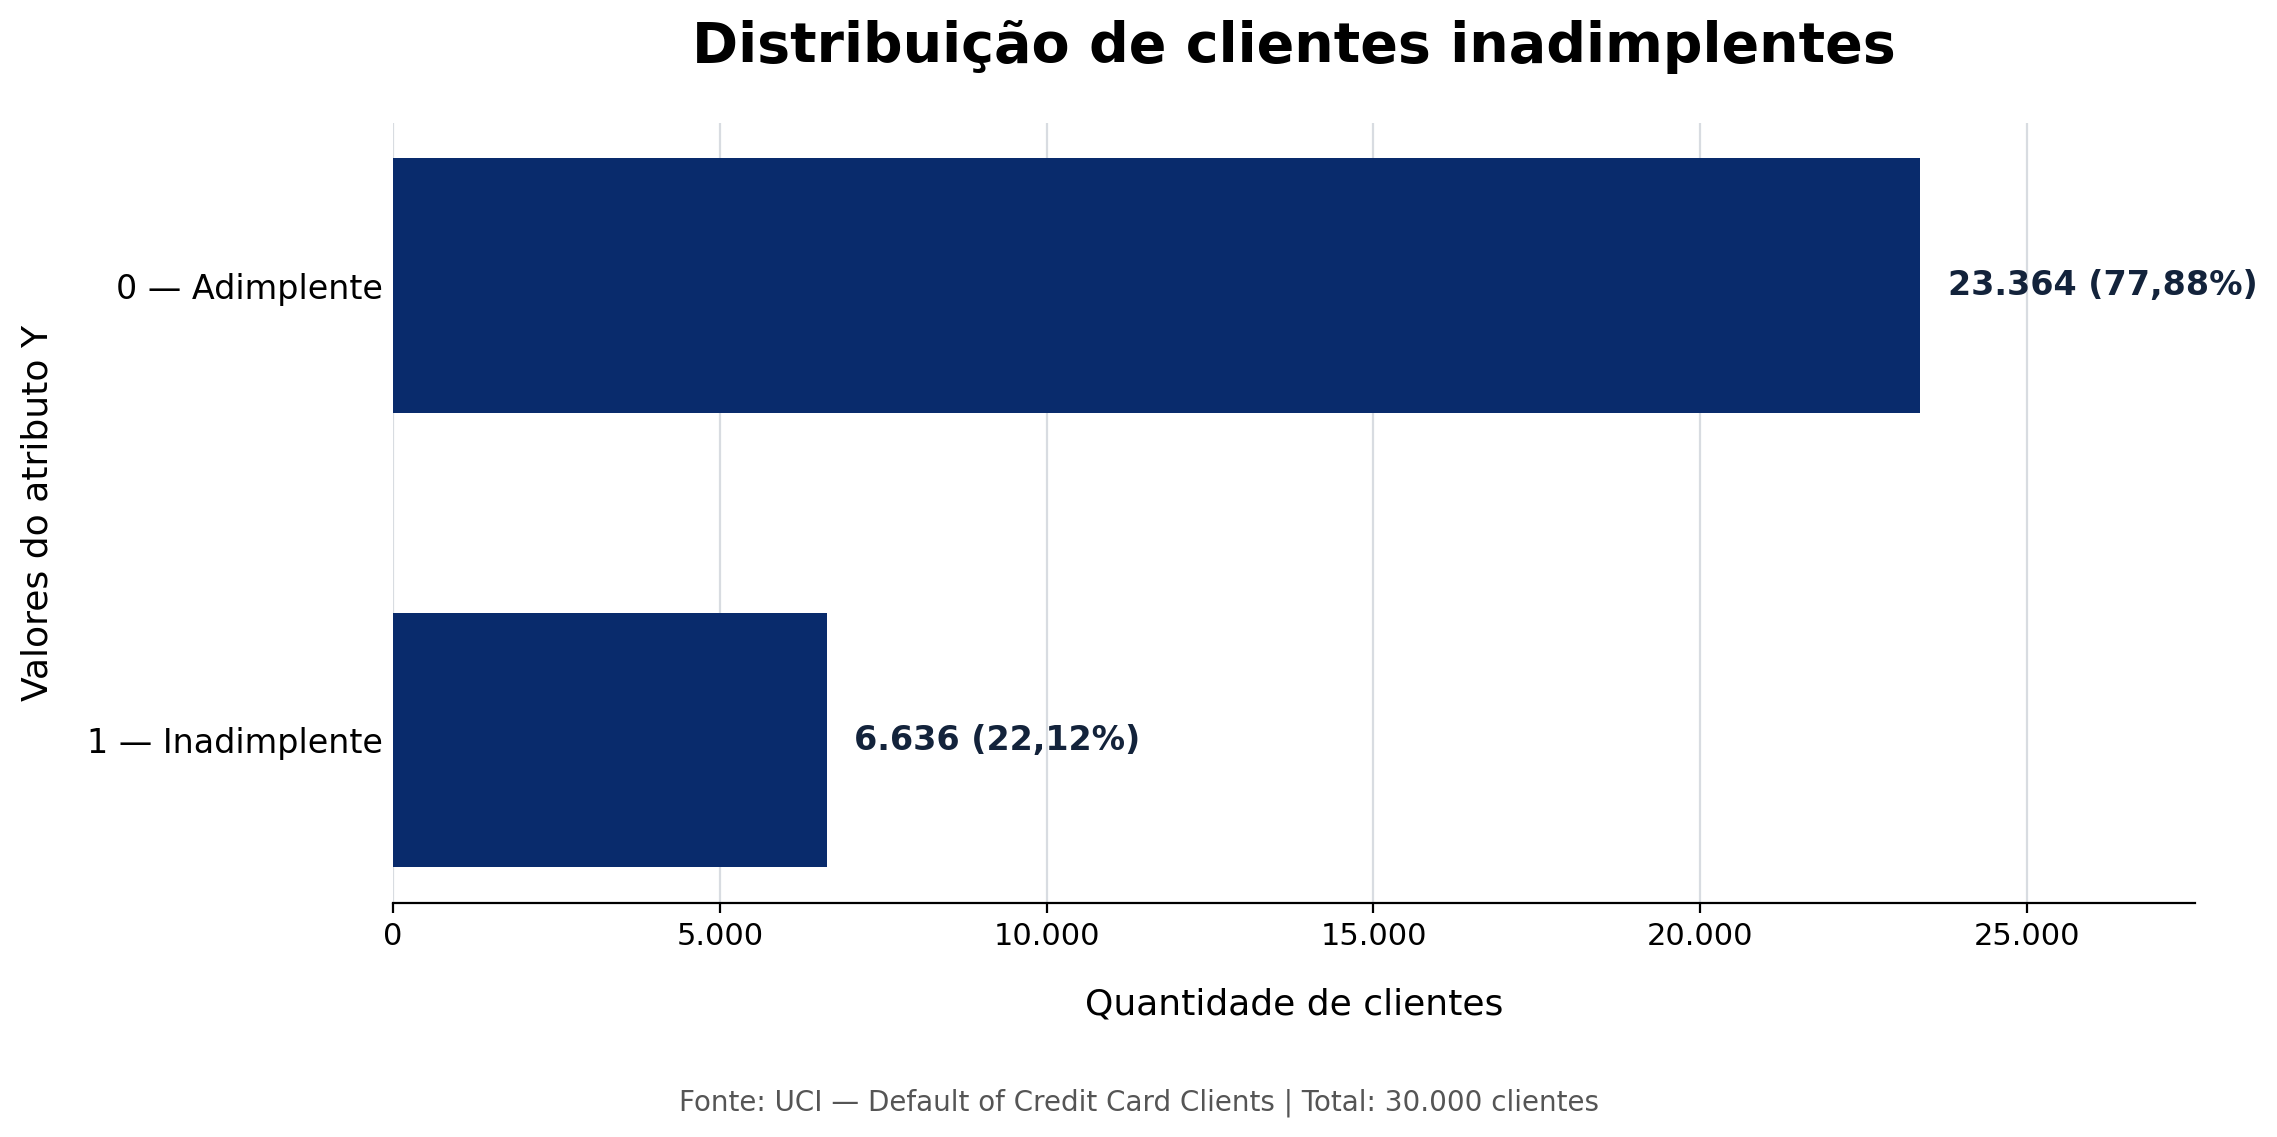 Distribuição de clientes inadimplentes
Valores do atributo Y
0 — Adimplente
23.364 (77,88%)
1 — Inadimplente
6.636 (22,12%)
0
5.000
10.000
15.000
20.000
25.000
Quantidade de clientes
Fonte: UCI — Default of Credit Card Clients | Total: 30.000 clientes